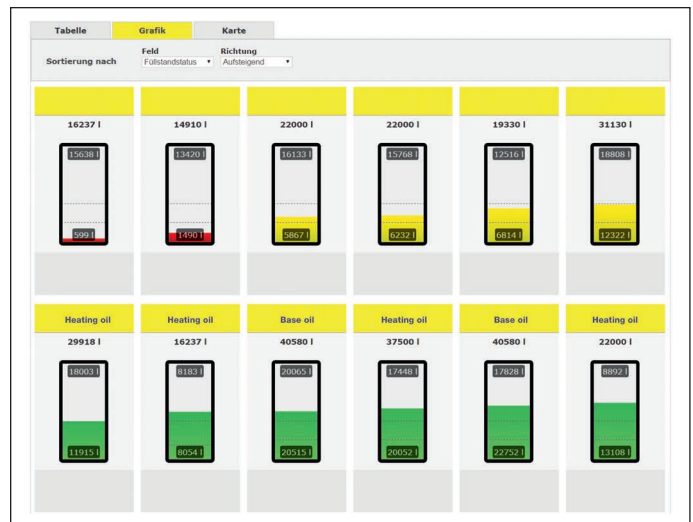 Tabelle Grafik Karte
Feld Richtung
Sortierung nach Füllstandstatus Aufsteigend
16237 l 14910 l 22000 l 22000 l 19330 l 31130 l
15638 l 13420 l 16133 l 15768 l 12516 l 18808 l
599 l 1490 l 5867 l 6232 l 6814 l 12322 l
Heating oil Heating oil Base oil Heating oil Base oil Heating oil
29918 l 16237 l 40580 l 37500 l 40580 l 22000 l
18003 l 8183 l 20065 l 17448 l 17828 l 8892 l
11915 l 8054 l 20515 l 20052 l 22752 l 13108 l